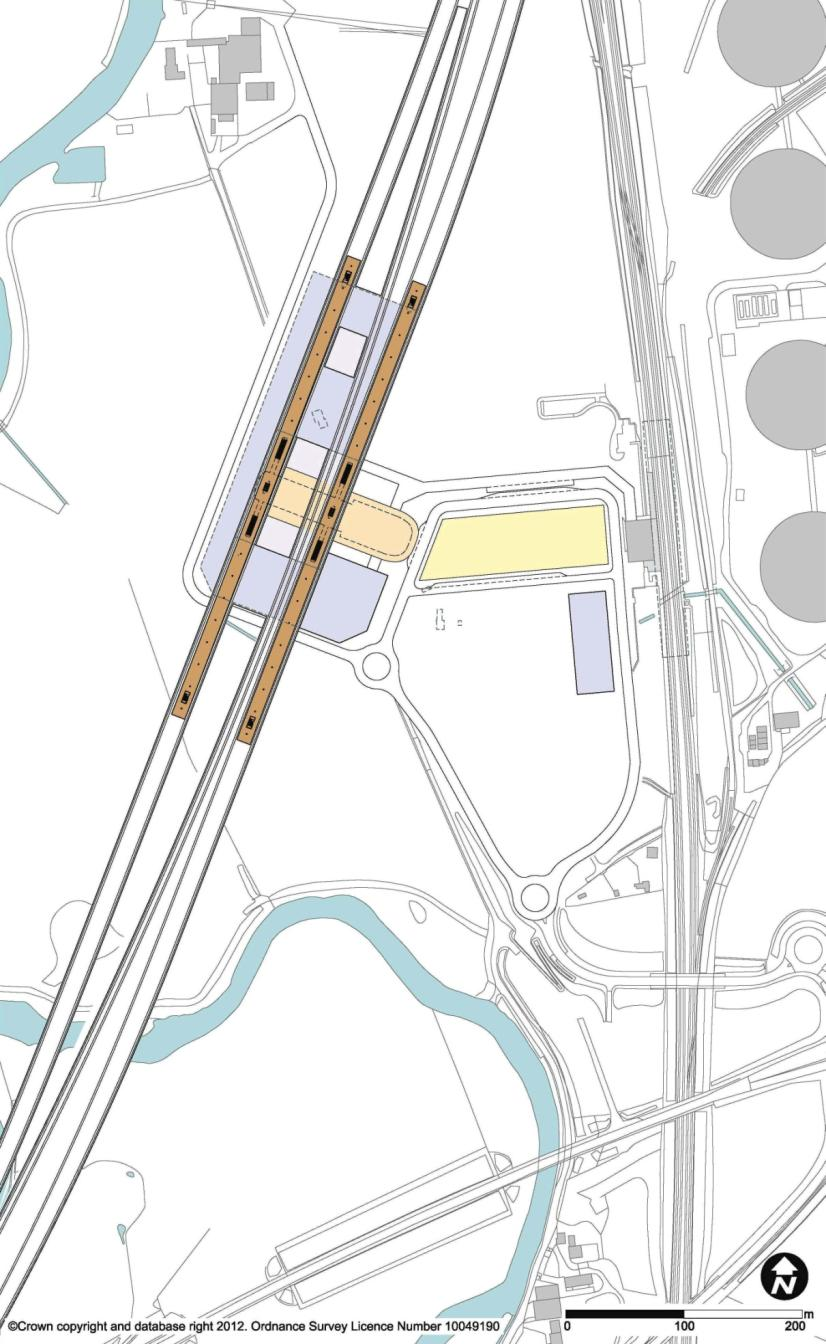 N
m
©Crown copyright and database right 2012. Ordnance Survey Licence Number 10049190
0 100 200